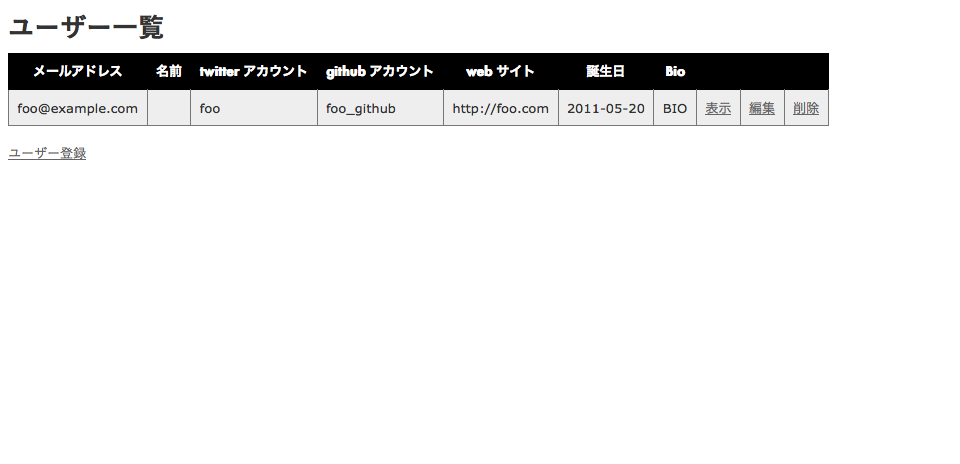 ユーザー一覧
メールアドレス 名前 twitter アカウント github アカウント web サイト 誕生日 Bio
foo@example.com foo foo_github http://foo.com 2011-05-20 BIO 表示 編集 削除
ユーザー登録